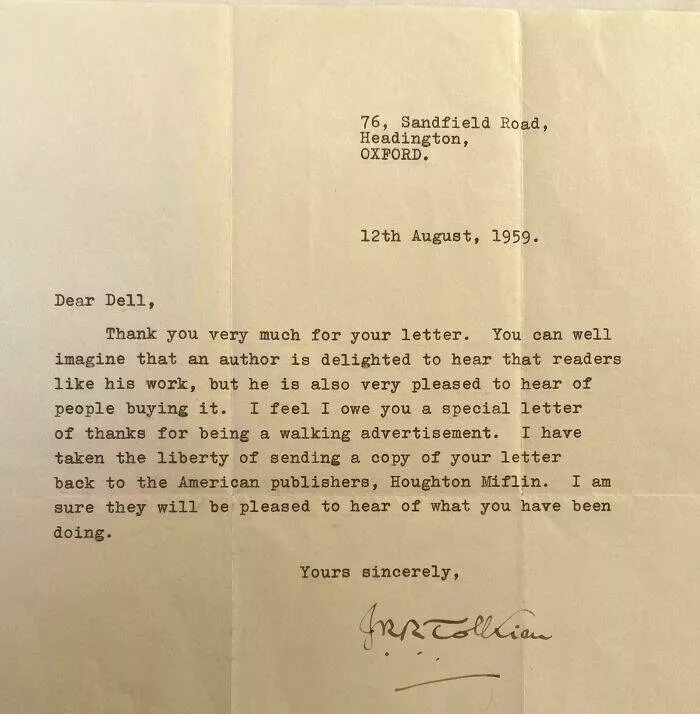 76, Sandfield Road,
Headington,
OXFORD.
12th August, 1959.
Dear Dell,
Thank you very much for your letter. You can well
imagine that an author is delighted to hear that readers
like his work, but he is also very pleased to hear of
people buying it. I feel I owe you a special letter
of thanks for being a walking advertisement. I have
taken the liberty of sending a copy of your letter
back to the American publishers, Houghton Miflin. I am
sure they will be pleased to hear of what you have been
doing.
Yours sincerely,
JRRTolkien